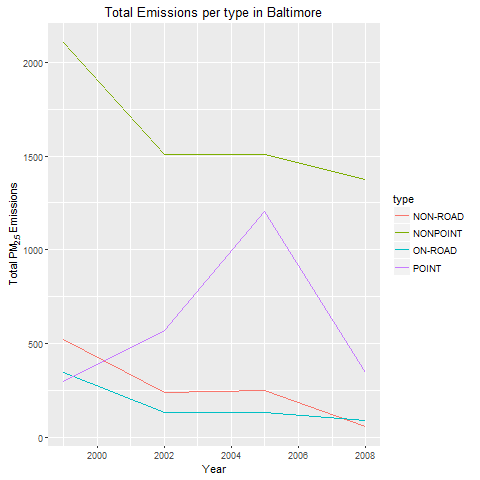 Total Emissions per type in Baltimore
2000
1500
1000
500
0
Total PM2.5 Emissions
2000
2002
2004
2006
2008
Year
type
NON-ROAD
NONPOINT
ON-ROAD
POINT